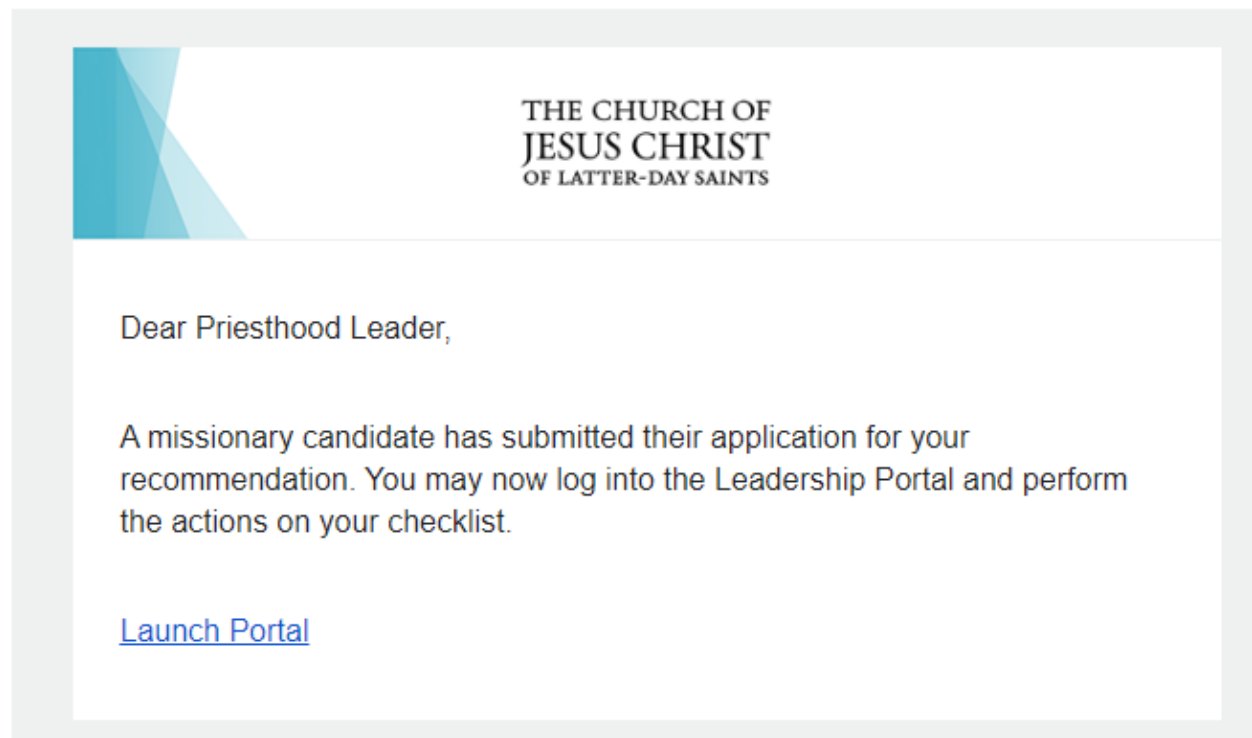 THE CHURCH OF
JESUS CHRIST
OF LATTER-DAY SAINTS
Dear Priesthood Leader,
A missionary candidate has submitted their application for your
recommendation. You may now log into the Leadership Portal and perform
the actions on your checklist.
Launch Portal